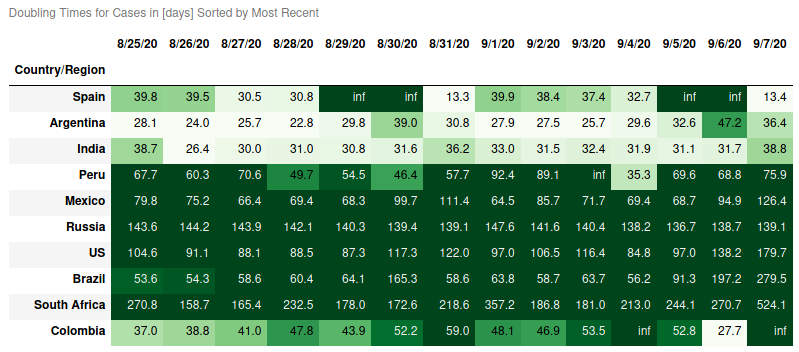 Doubling Times for Cases in [days] Sorted by Most Recent
8/25/20 8/26/20 8/27/20 8/28/20 8/29/20 8/30/20 8/31/20 9/1/20 9/2/20 9/3/20 9/4/20 9/5/20 9/6/20 9/7/20
Country/Region
Spain 39.8 39.5 30.5 30.8 inf inf 13.3 39.9 38.4 37.4 32.7 inf inf 13.4
Argentina 28.1 24.0 25.7 22.8 29.8 39.0 30.8 27.9 27.5 25.7 29.6 32.6 47.2 36.4
India 38.7 26.4 30.0 31.0 30.8 31.6 36.2 33.0 31.5 32.4 31.9 31.1 31.7 38.8
Peru 67.7 60.3 70.6 49.7 54.5 46.4 57.7 92.4 89.1 inf 35.3 69.6 68.8 75.9
Mexico 79.8 75.2 66.4 69.4 68.3 99.7 111.4 64.5 85.7 71.7 69.4 68.7 94.9 126.4
Russia 143.6 144.2 143.9 142.1 140.3 139.4 139.1 147.6 141.6 140.4 138.2 136.7 138.7 139.1
US 104.6 91.1 88.1 88.5 87.3 117.3 122.0 97.0 106.5 116.4 84.8 97.0 138.2 179.7
Brazil 53.6 54.3 58.6 60.4 64.1 165.3 58.6 63.8 58.7 63.7 56.2 91.3 197.2 279.5
South Africa 270.8 158.7 165.4 232.5 178.0 172.6 218.6 357.2 186.8 181.0 213.0 244.1 270.7 524.1
Colombia 37.0 38.8 41.0 47.8 43.9 52.2 59.0 48.1 46.9 53.5 inf 52.8 27.7 inf